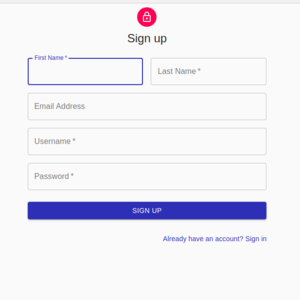 Sign up
First Name *
Last Name *
Email Address
Username *
Password *
SIGN UP
Already have an account? Sign in